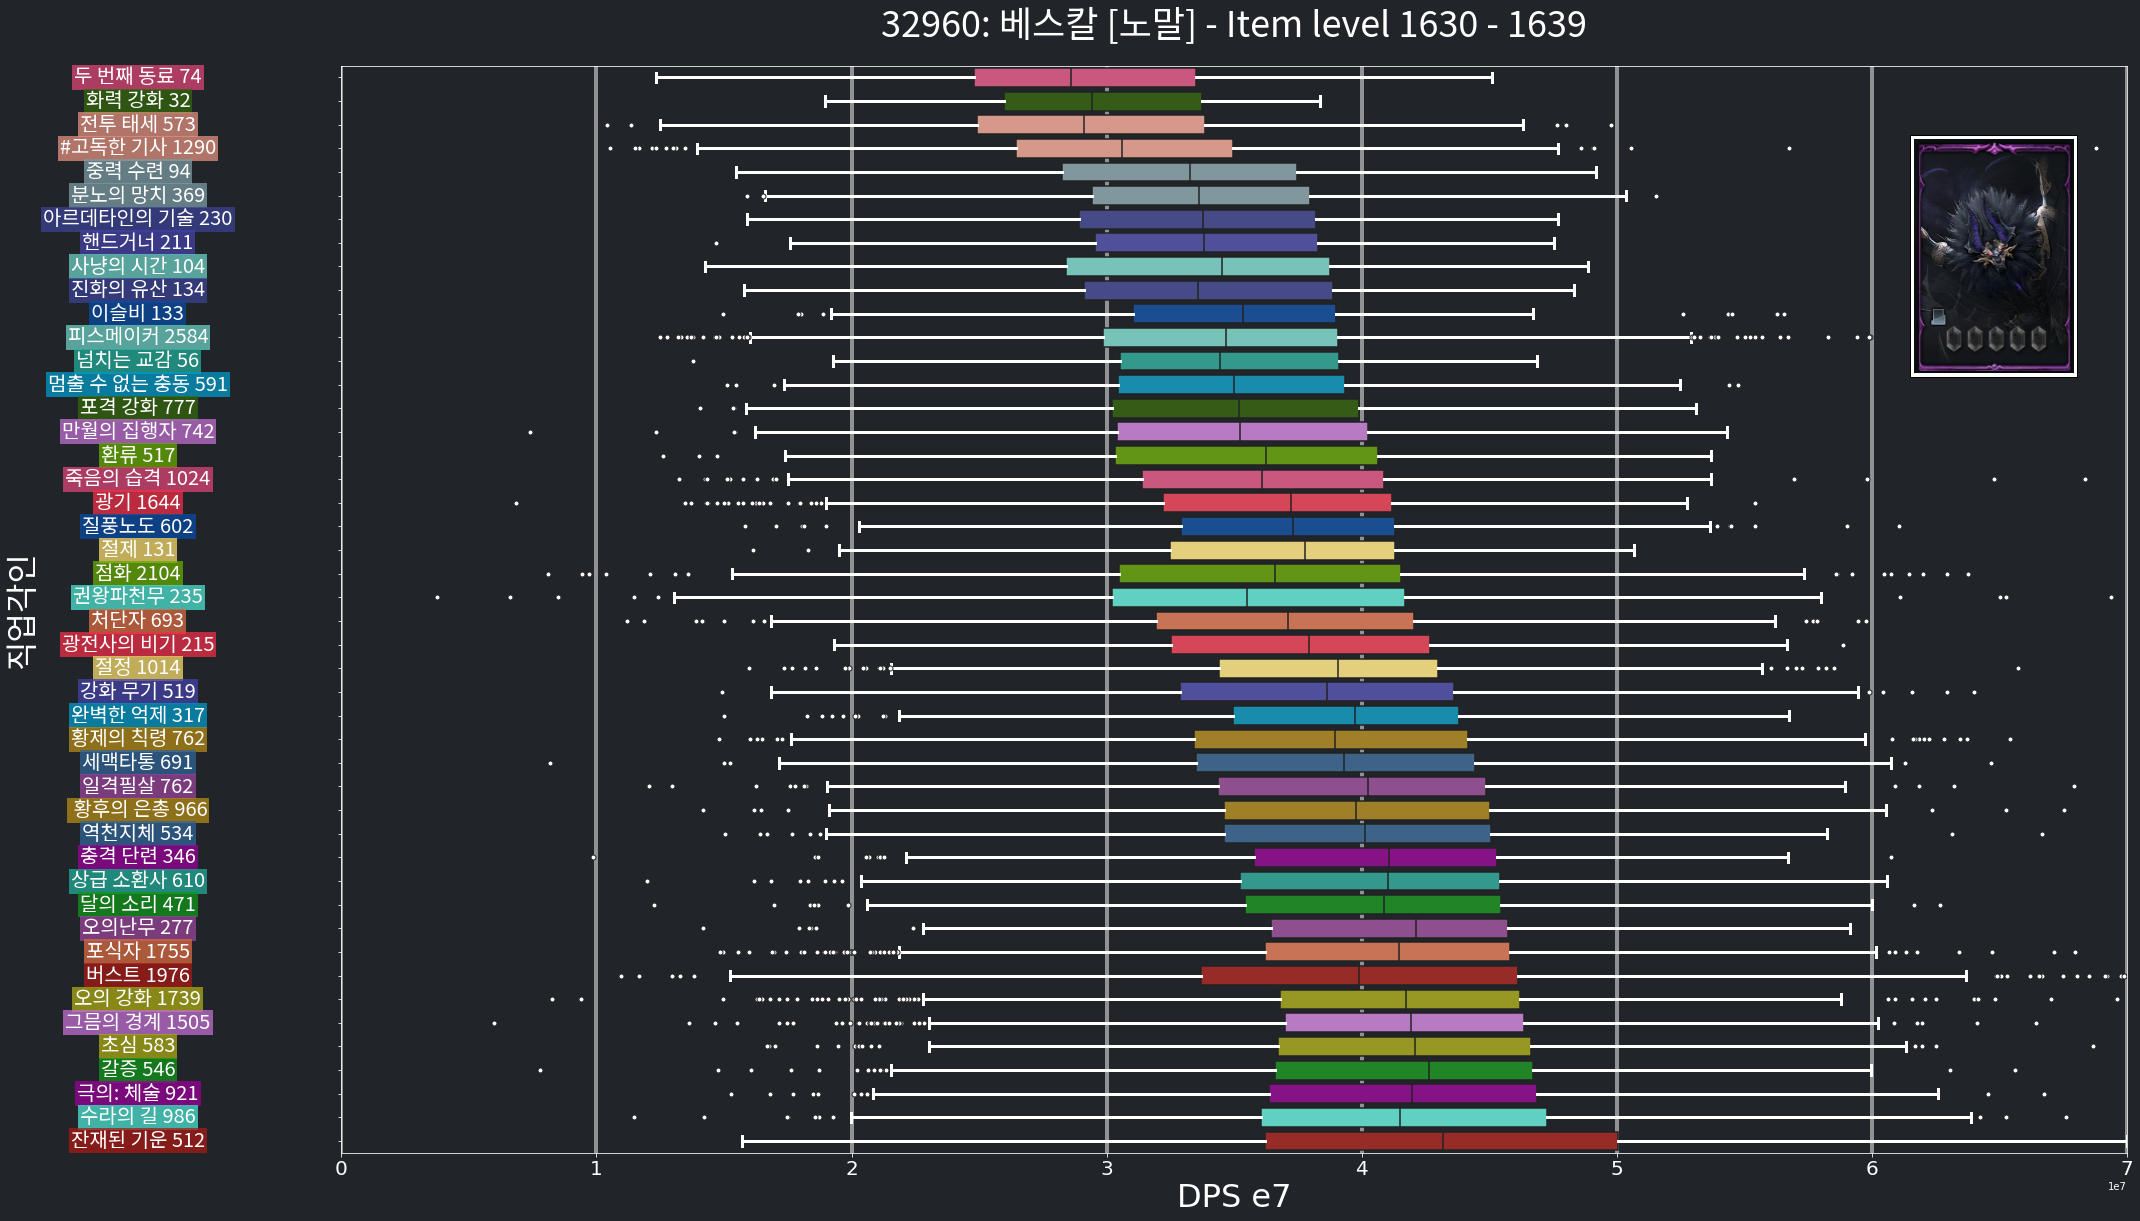 32960: 베스칼 [노말] - Item level 1630 - 1639
두 번째 동료 74
화력 강화 32
전투 태세 573
#고독한 기사 1290
중력 수련 94
분노의 망치 369
아르데타인의 기술 230
핸드거너 211
사냥의 시간 104
진화의 유산 134
이슬비 133
피스메이커 2584
넘치는 교감 56
멈출 수 없는 충동 591
포격 강화 777
만월의 집행자 742
환류 517
죽음의 습격 1024
광기 1644
질풍노도 602
절제 131
점화 2104
권왕파천무 235
처단자 693
광전사의 비기 215
절정 1014
강화 무기 519
완벽한 억제 317
황제의 칙령 762
세맥타통 691
일격필살 762
황후의 은총 966
역천지체 534
충격 단련 346
상급 소환사 610
달의 소리 471
오의난무 277
포식자 1755
버스트 1976
오의 강화 1739
그믐의 경계 1505
초심 583
갈증 546
극의: 체술 921
수라의 길 986
잔재된 기운 512
직업각인
0 1 2 3 4 5 6 7
DPS e7
1e7